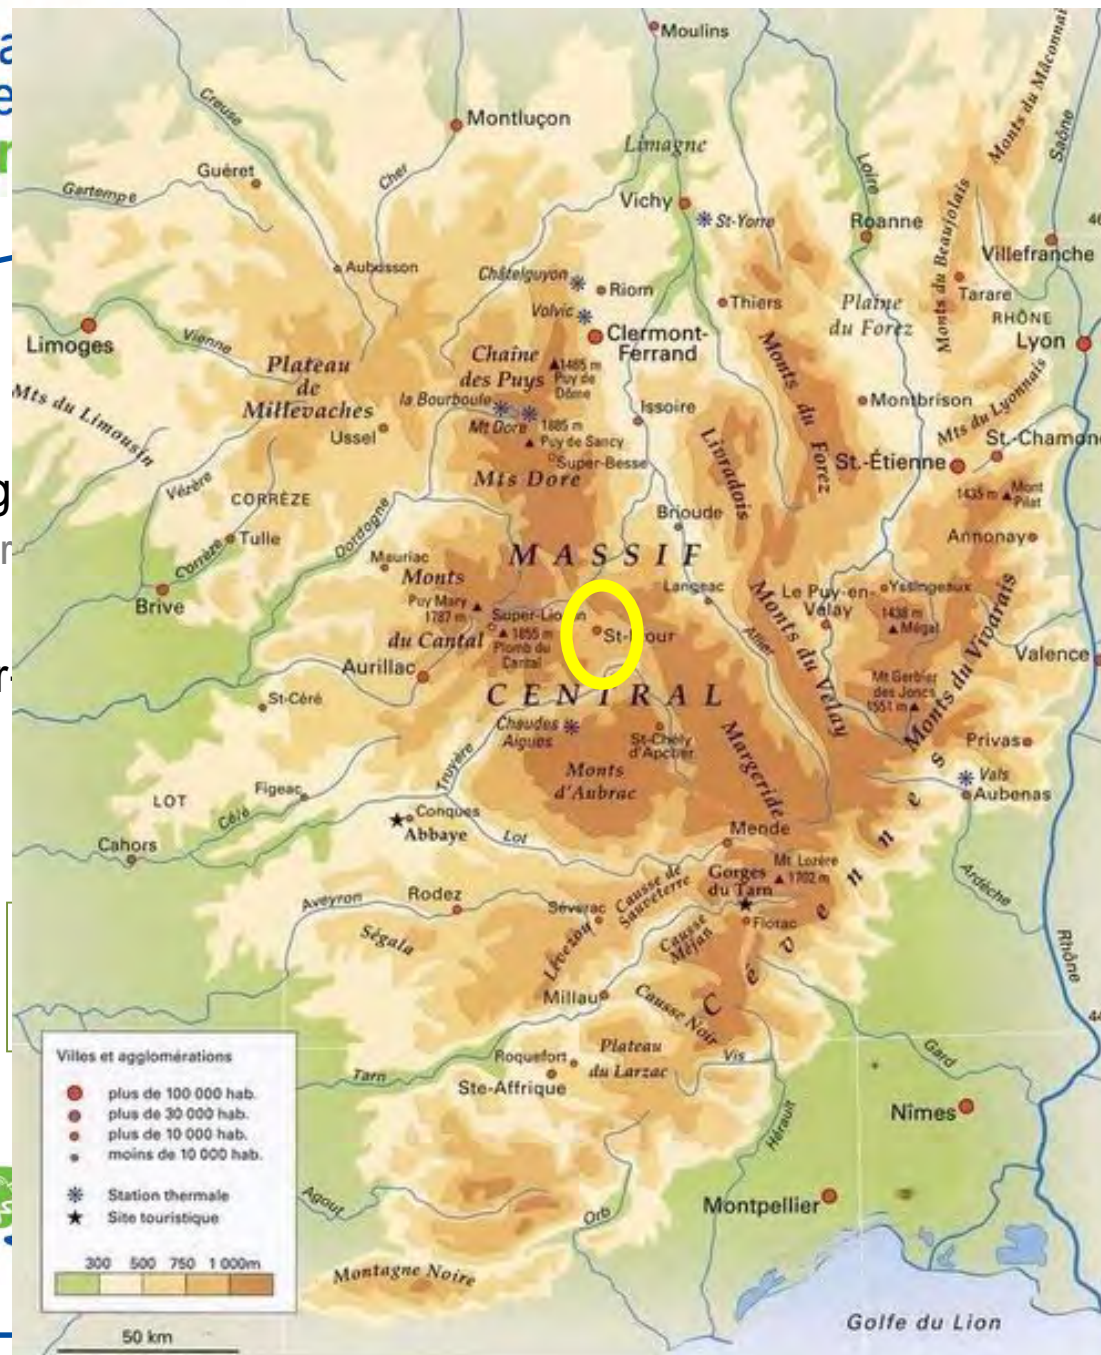 Moulins
Creuse
Montluçon
Monts du Mâconnais
Saône
Limagne
Guéret
Cher
Loire
Gartempe
Vichy
St-Yorre
Roanne
Monts du Beaujolais
46
Villefranche
Aubusson
Châtelguyon
Riom
Thiers
Tarare
Volvic
Plaine
du Forez
RHÔNE
Limoges
Vienne
Clermont-
Ferrand
Lyon
Chaîne
des Puys
1465 m
Puy de
Dôme
Monts du Forez
Plateau
de
Millevaches
la Bourboule
Mt Dore
1885 m
Puy de Sancy
Super-Besse
Issoire
Montbrison
Mts du Lyonnais
Mts du Limousin
Ussel
Livradois
St.-Étienne
St.-Chamond
Mts Dore
1435 m
Mont
Pilat
Vézère
CORRÈZE
Dordogne
Brioude
Annonay
Corrèze
Tulle
Mauriac
MASSIF
Monts
du Cantal
Puy Mary
1787 m
Langeac
Le Puy-en-
Velay
Yssingeaux
1438 m
Mégal
Brive
Super-Lioran
1855 m
Plomb du
Cantal
St-Flour
Allier
Monts du Velay
Monts du Vivarais
Aurillac
Valence
CENTRAL
Mt Gerbier
des Joncs
1551 m
St-Céré
Chaudes
Aigues
St-Chély
d'Apcher
Margeride
Privas
Truyère
Monts
d'Aubrac
Vals
Aubenas
LOT
Figeac
Célé
Conques
Abbaye
Lot
Mende
Cahors
Cévennes
Mt Lozère
1702 m
Gorges
du Tarn
Ardèche
Aveyron
Rodez
Séverac
Causse de
Sauveterre
Florac
Ségala
Lévezou
Causse
Méjan
Rhône
Millau
Causse Noir
44
Villes et agglomérations
plus de 100 000 hab.
plus de 30 000 hab.
plus de 10 000 hab.
moins de 10 000 hab.
Station thermale
Site touristique
300 500 750 1 000m
50 km
Roquefort
Ste-Affrique
Plateau
du Larzac
Vis
Gard
Tarn
Nîmes
Hérault
Agout
Orb
Montpellier
Montagne Noire
Golfe du Lion